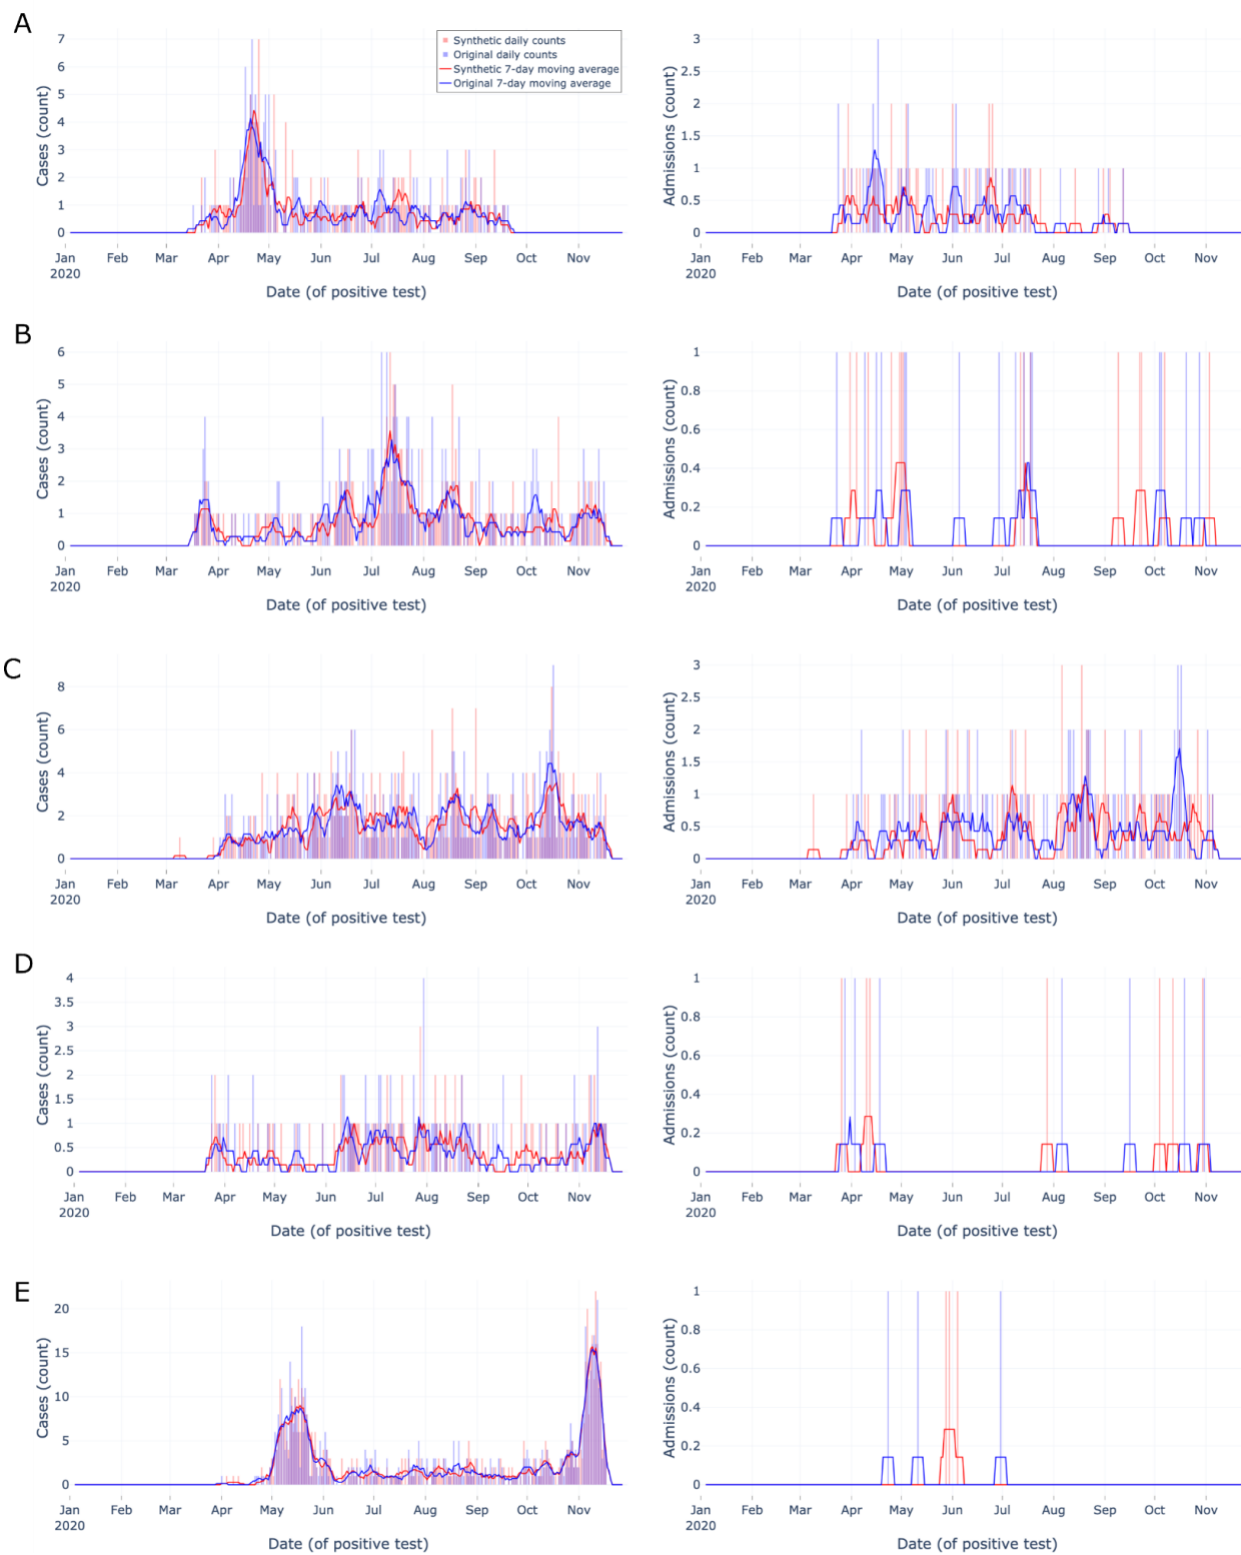 A
Cases (count)
7
6
5
4
3
2
1
0
Jan
2020
Feb
Mar
Apr
May
Jun
Jul
Aug
Sep
Oct
Nov
Date (of positive test)
Synthetic daily counts
Original daily counts
Synthetic 7-day moving average
Original 7-day moving average
Admissions (count)
3
2.5
2
1.5
1
0.5
0
Jan
2020
Feb
Mar
Apr
May
Jun
Jul
Aug
Sep
Oct
Nov
Date (of positive test)
B
Cases (count)
6
5
4
3
2
1
0
Jan
2020
Feb
Mar
Apr
May
Jun
Jul
Aug
Sep
Oct
Nov
Date (of positive test)
Admissions (count)
1
0.8
0.6
0.4
0.2
0
Jan
2020
Feb
Mar
Apr
May
Jun
Jul
Aug
Sep
Oct
Nov
Date (of positive test)
C
Cases (count)
8
6
4
2
0
Jan
2020
Feb
Mar
Apr
May
Jun
Jul
Aug
Sep
Oct
Nov
Date (of positive test)
Admissions (count)
3
2.5
2
1.5
1
0.5
0
Jan
2020
Feb
Mar
Apr
May
Jun
Jul
Aug
Sep
Oct
Nov
Date (of positive test)
D
Cases (count)
4
3.5
3
2.5
2
1.5
1
0.5
0
Jan
2020
Feb
Mar
Apr
May
Jun
Jul
Aug
Sep
Oct
Nov
Date (of positive test)
Admissions (count)
1
0.8
0.6
0.4
0.2
0
Jan
2020
Feb
Mar
Apr
May
Jun
Jul
Aug
Sep
Oct
Nov
Date (of positive test)
E
Cases (count)
20
15
10
5
0
Jan
2020
Feb
Mar
Apr
May
Jun
Jul
Aug
Sep
Oct
Nov
Date (of positive test)
Admissions (count)
1
0.8
0.6
0.4
0.2
0
Jan
2020
Feb
Mar
Apr
May
Jun
Jul
Aug
Sep
Oct
Nov
Date (of positive test)